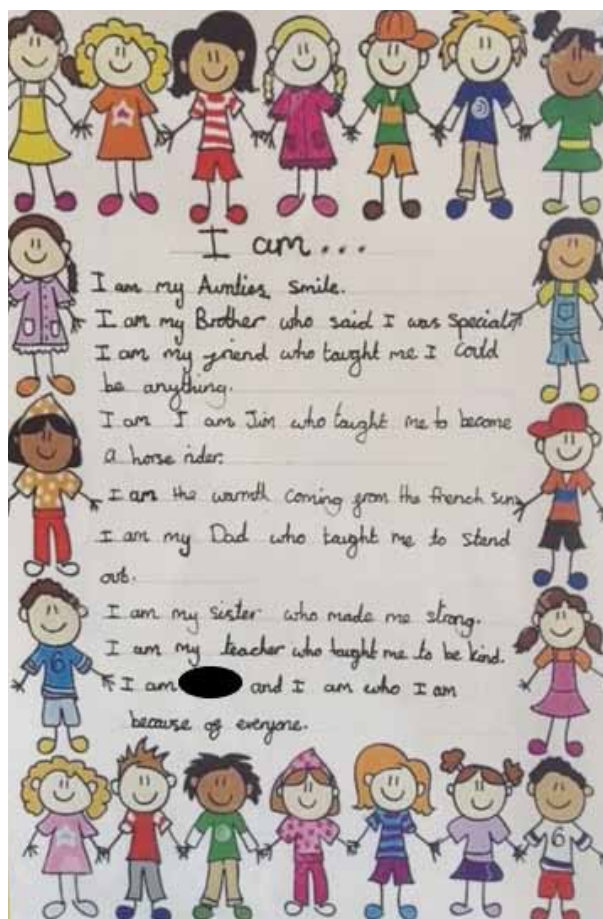 I am...
I am my Aunties smile.
I am my Brother who said I was special
I am my friend who taught me I could
be anything.
I am I am Jim who taught me to become
a horse rider.
I am the warmth coming from the french sun
I am my Dad who taught me to stand
out.
I am my sister who made me strong.
I am my teacher who taught me to be kind.
I am and I am who I am
because of everyone.
6
6